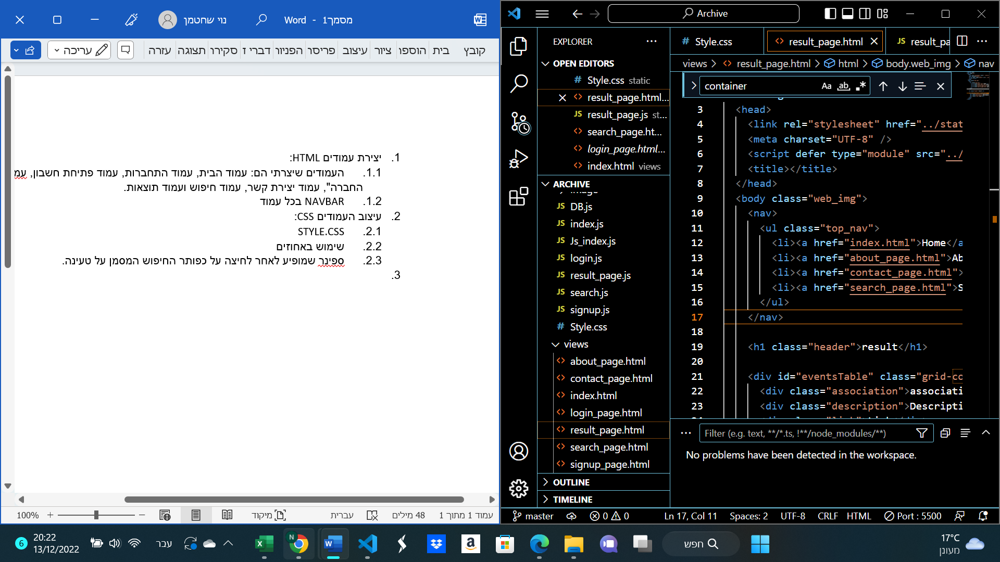 מסמך1 - Word
נוי שחטמן
קובץ
בית
הוספו
ציור
עיצוב
פריסר
הפניור
דברי ד
סקירו
תצוגה
עזרה
עריכה
1. יצירת עמודים HTML:
1.1. העמודים שיצרתי הם: עמוד הבית, עמוד התחברות, עמוד פתיחת חשבון, עמ
החברה", עמוד יצירת קשר, עמוד חיפוש ועמוד תוצאות.
1.2. NAVBAR בכל עמוד
2. עיצוב העמודים CSS:
2.1. STYLE.CSS
2.2. שימוש באחוזים
2.3. ספינר שמופיע לאחר לחיצה על כפותר החיפוש המסמן על טעינה.
3.
עמוד 1 מתוך 1
48 מילים
עברית
מיקוד
100%
Archive
EXPLORER
OPEN EDITORS
Style.css static
result_page.html...
result_page.js st...
search_page.ht...
login_page.html...
index.html views
ARCHIVE
image
DB.js
index.js
Js_index.js
login.js
result_page.js
search.js
signup.js
Style.css
views
about_page.html
contact_page.html
index.html
login_page.html
result_page.html
search_page.html
signup_page.html
OUTLINE
TIMELINE
Style.css
result_page.html
result_pa
views > result_page.html > html > body.web_img > nav
container
3 <head>
4 <link rel="stylesheet" href="../stat
5 <meta charset="UTF-8" />
6 <script defer type="module" src="../
7 <title></title>
8 </head>
9 <body class="web_img">
10 <nav>
11 <ul class="top_nav">
12 <li><a href="index.html">Home</a
13 <li><a href="about_page.html">Ab
14 <li><a href="contact_page.html">
15 <li><a href="search_page.html">S
16 </ul>
17 </nav>
18
19 <h1 class="header">result</h1>
20
21 <div id="eventsTable" class="grid-co
22 <div class="association">associati
23 <div class="description">Descripti
Filter (e.g. text, **/*.ts, !**/node_modules/**)
No problems have been detected in the workspace.
master
0 0
Ln 17, Col 11
Spaces: 2
UTF-8
CRLF
HTML
Port : 5500
6
20:22
13/12/2022
עבר
חפש
17°C
מעונן